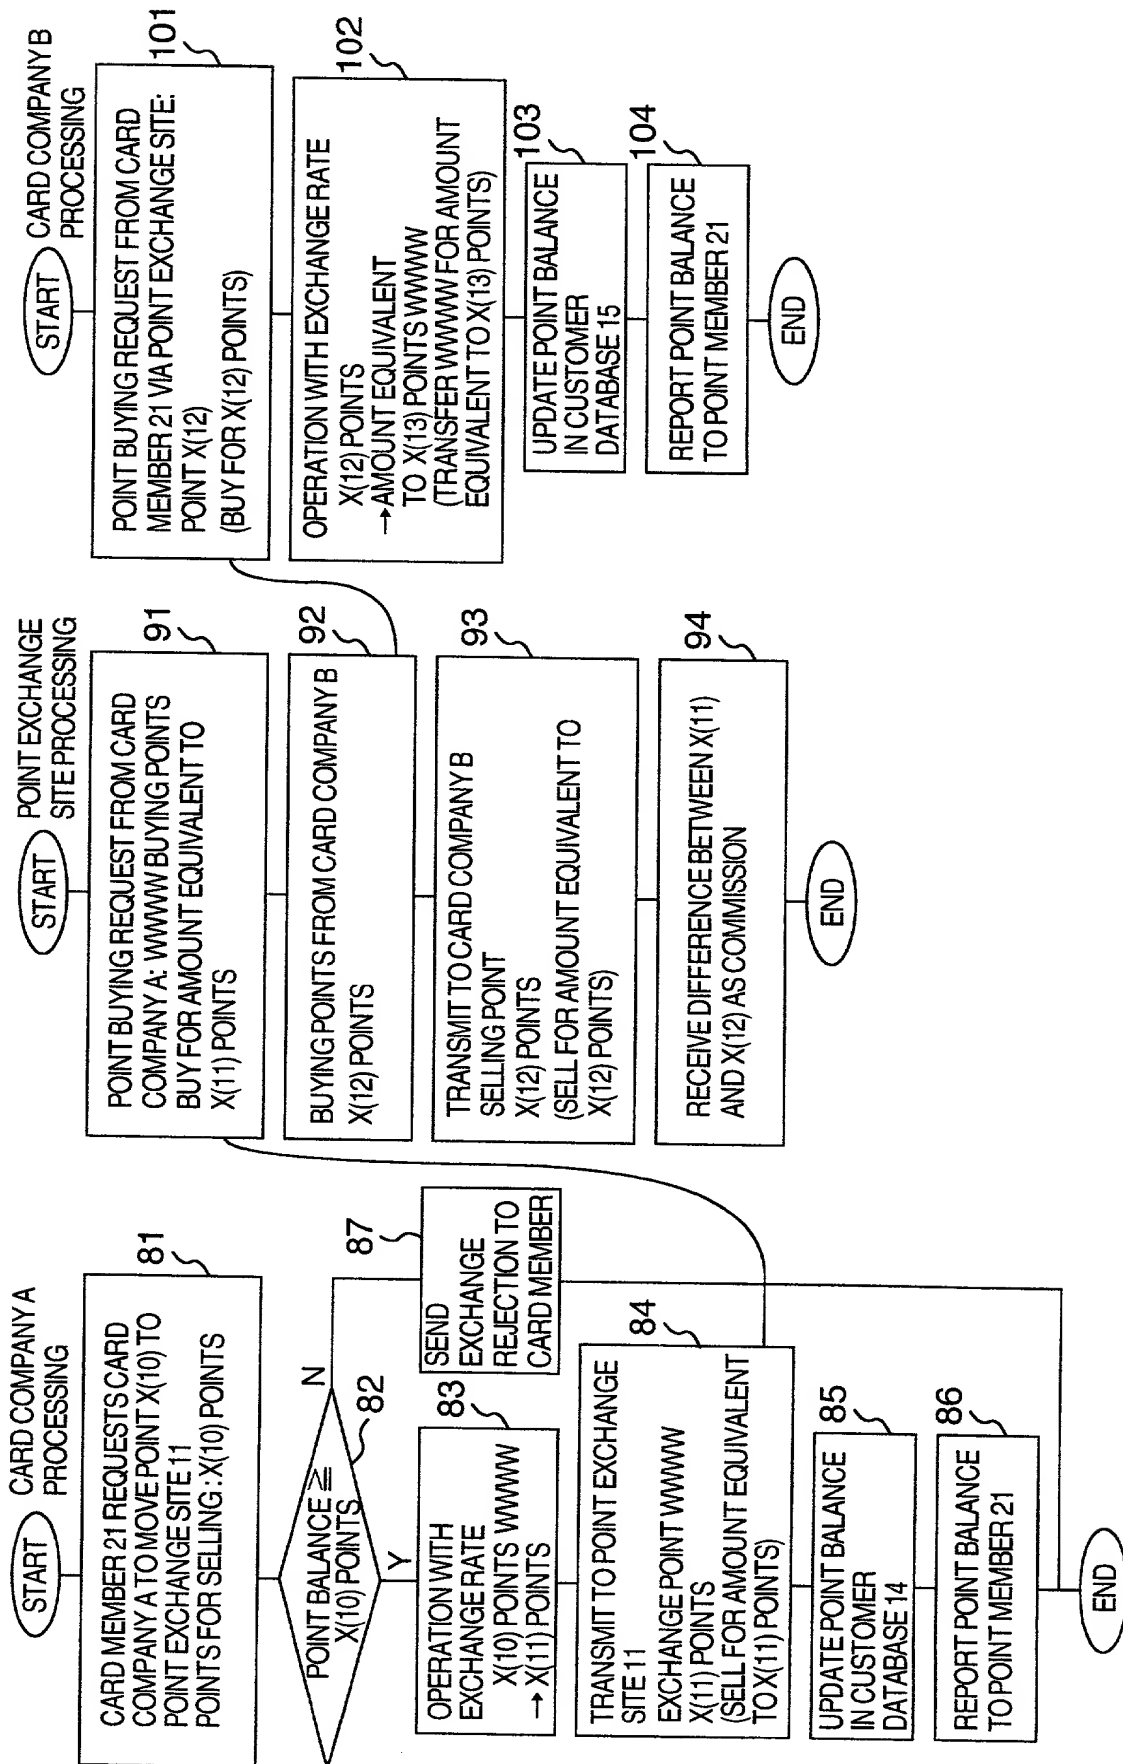 START
CARD COMPANY A
PROCESSING
81
CARD MEMBER 21 REQUESTS CARD
COMPANY A TO MOVE POINT X(10) TO
POINT EXCHANGE SITE 11
POINTS FOR SELLING : X(10) POINTS
POINT BALANCE ≧
X(10) POINTS
82
N
Y
87
SEND
EXCHANGE
REJECTION TO
CARD MEMBER
83
OPERATION WITH
EXCHANGE RATE
X(10) POINTS WWWW
→ X(11) POINTS
84
TRANSMIT TO POINT EXCHANGE
SITE 11
EXCHANGE POINT WWWW
X(11) POINTS
(SELL FOR AMOUNT EQUIVALENT
TO X(11) POINTS)
85
UPDATE POINT BALANCE
IN CUSTOMER
DATABASE 14
86
REPORT POINT BALANCE
TO POINT MEMBER 21
END
START
POINT EXCHANGE
SITE PROCESSING
91
POINT BUYING REQUEST FROM CARD
COMPANY A: WWWW BUYING POINTS
BUY FOR AMOUNT EQUIVALENT TO
X(11) POINTS
92
BUYING POINTS FROM CARD COMPANY B
X(12) POINTS
93
TRANSMIT TO CARD COMPANY B
SELLING POINT
X(12) POINTS
(SELL FOR AMOUNT EQUIVALENT TO
X(12) POINTS)
94
RECEIVE DIFFERENCE BETWEEN X(11)
AND X(12) AS COMMISSION
END
START
CARD COMPANY B
PROCESSING
101
POINT BUYING REQUEST FROM CARD
MEMBER 21 VIA POINT EXCHANGE SITE:
POINT X(12)
(BUY FOR X(12) POINTS)
102
OPERATION WITH EXCHANGE RATE
X(12) POINTS
→ AMOUNT EQUIVALENT
TO X(13) POINTS WWWW
(TRANSFER WWWW FOR AMOUNT
EQUIVALENT TO X(13) POINTS)
103
UPDATE POINT BALANCE
IN CUSTOMER
DATABASE 15
104
REPORT POINT BALANCE
TO POINT MEMBER 21
END